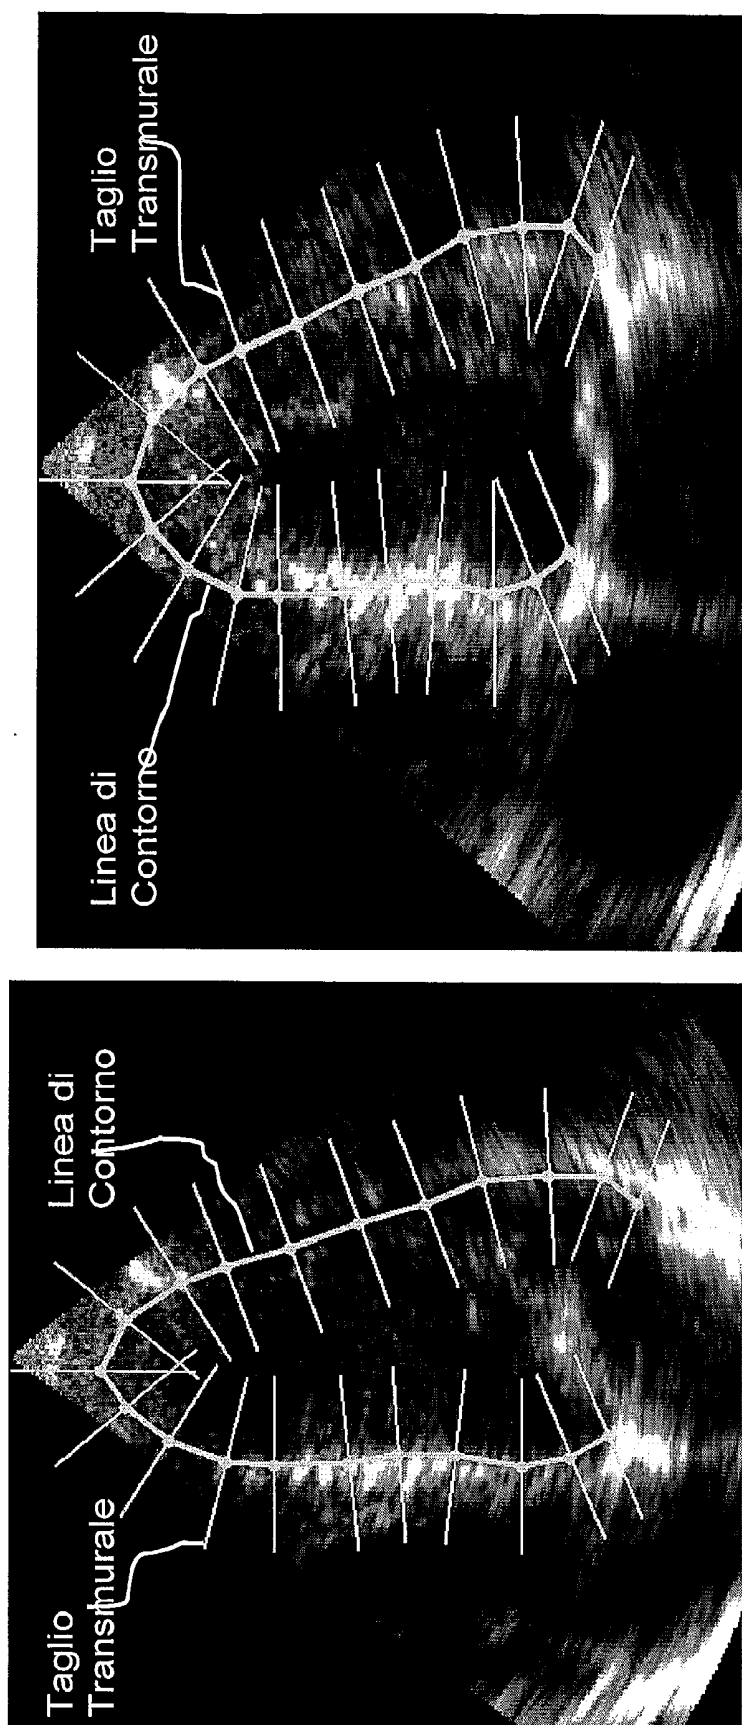 Taglio
Transmurale
Linea di
Contorno
Linea di
Contorno
Taglio
Transmurale